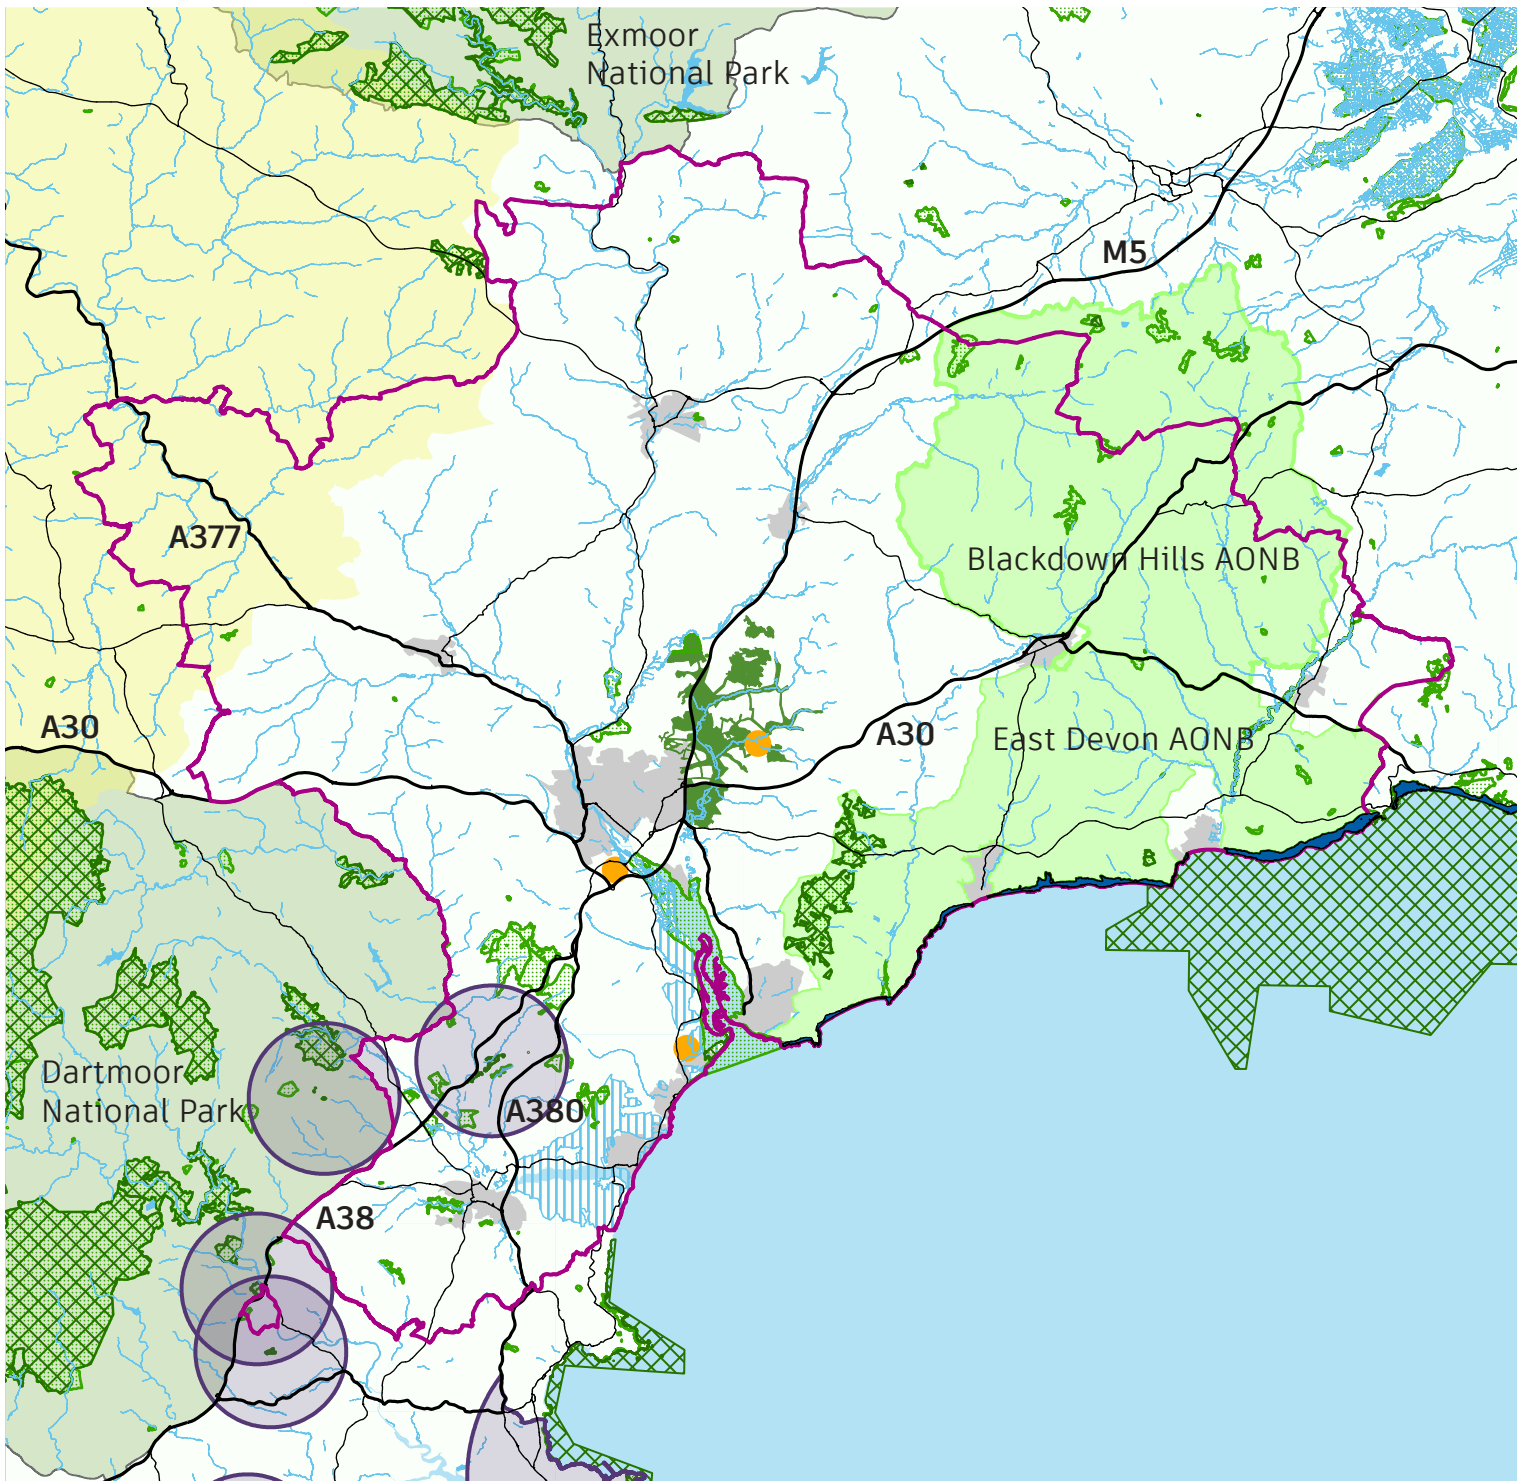 Exmoor
National Park
M5
A377
Blackdown Hills AONB
A30
A30
East Devon AONB
Dartmoor
National Park
A380
A38